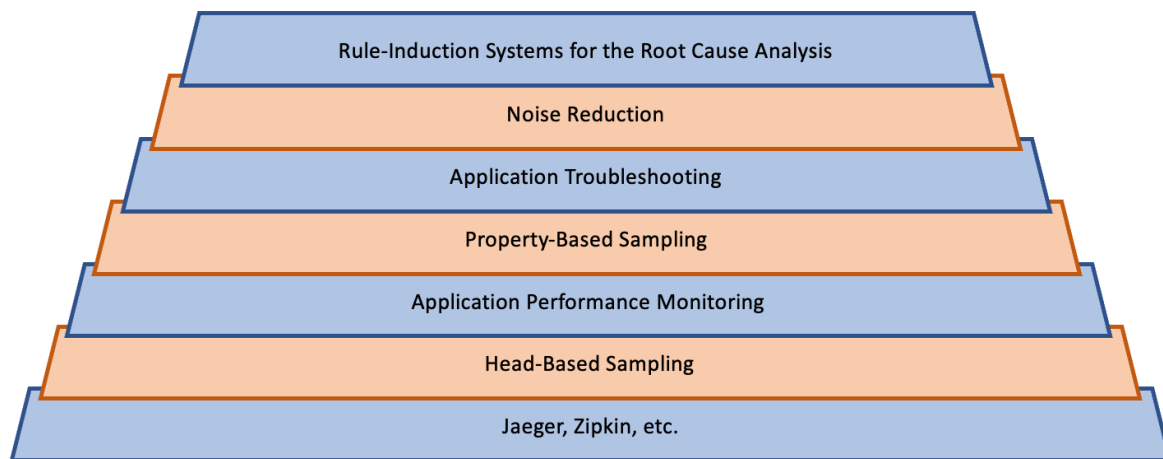 Rule-Induction Systems for the Root Cause Analysis
Noise Reduction
Application Troubleshooting
Property-Based Sampling
Application Performance Monitoring
Head-Based Sampling
Jaeger, Zipkin, etc.